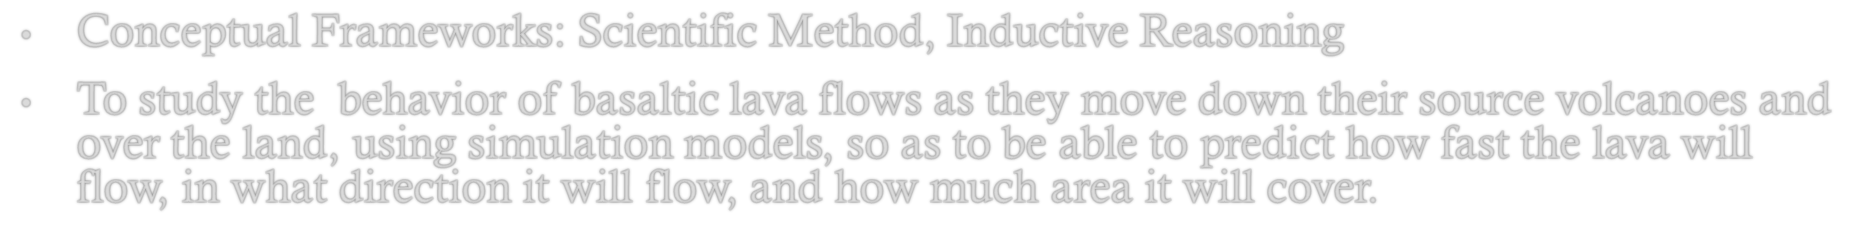 • Conceptual Frameworks: Scientific Method, Inductive Reasoning
• To study the  behavior of basaltic lava flows as they move down their source volcanoes and
over the land, using simulation models, so as to be able to predict how fast the lava will
flow, in what direction it will flow, and how much area it will cover.